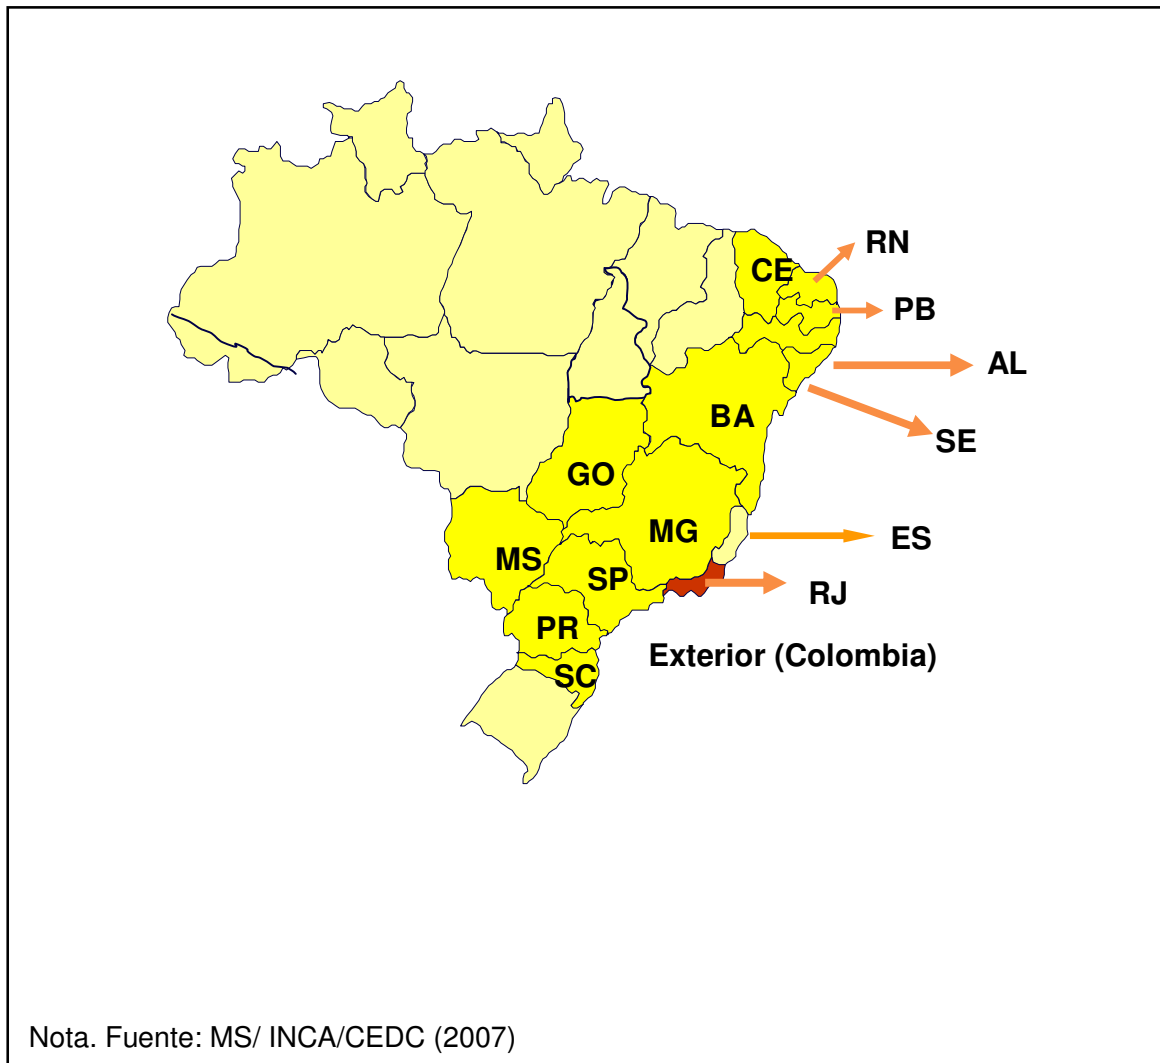 RN
CE
PB
AL
BA
SE
GO
MG
ES
MS
SP
RJ
PR
Exterior (Colombia)
SC
Nota. Fuente: MS/ INCA/CEDC (2007)